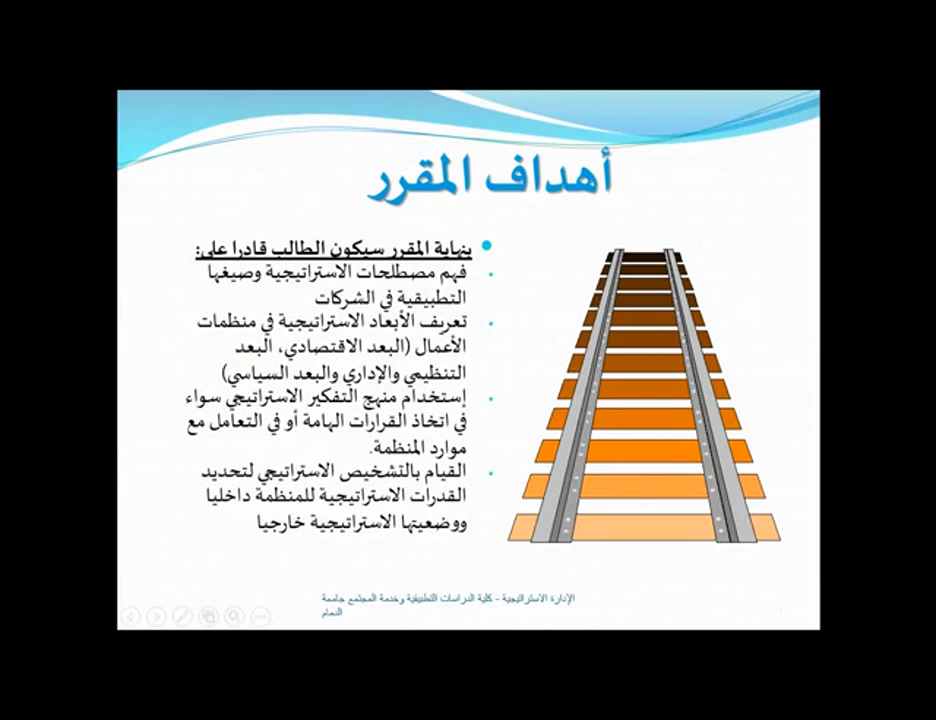 أهداف المقرر
بنهاية المقرر سيكون الطالب قادرا على:
فهم مصطلحات الاستراتيجية وصيغها
التطبيقية في الشركات
تعريف الأبعاد الاستراتيجية في منظمات
الأعمال (البعد الاقتصادي، البعد
التنظيمي والإداري والبعد السياسي)
إستخدام منهج التفكير الاستراتيجي سواء
في اتخاذ القرارات الهامة أو في التعامل مع
موارد المنظمة.
القيام بالتشخيص الاستراتيجي لتحديد
القدرات الاستراتيجية للمنظمة داخليا
ووضعيتها الاستراتيجية خارجيا
الإدارة الاستراتيجية - كلية الدراسات التطبيقية وخدمة المجتمع جامعة
الدمام